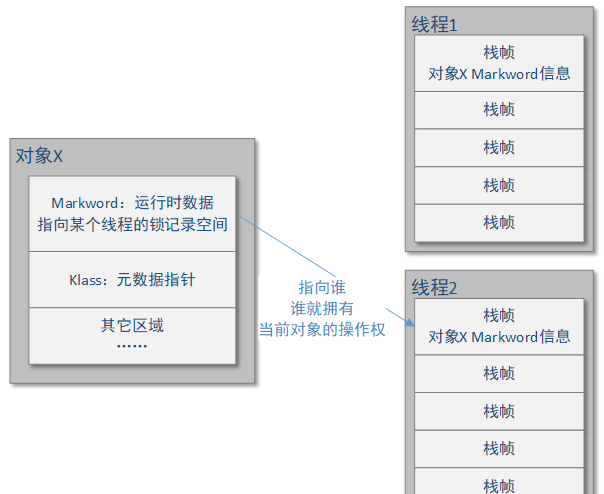 对象X
Markword：运行时数据
指向某个线程的锁记录空间
Klass：元数据指针
其它区域
……
指向谁
谁就拥有
当前对象的操作权
线程1
栈帧
对象X Markword信息
栈帧
栈帧
栈帧
栈帧
线程2
栈帧
对象X Markword信息
栈帧
栈帧
栈帧
栈帧